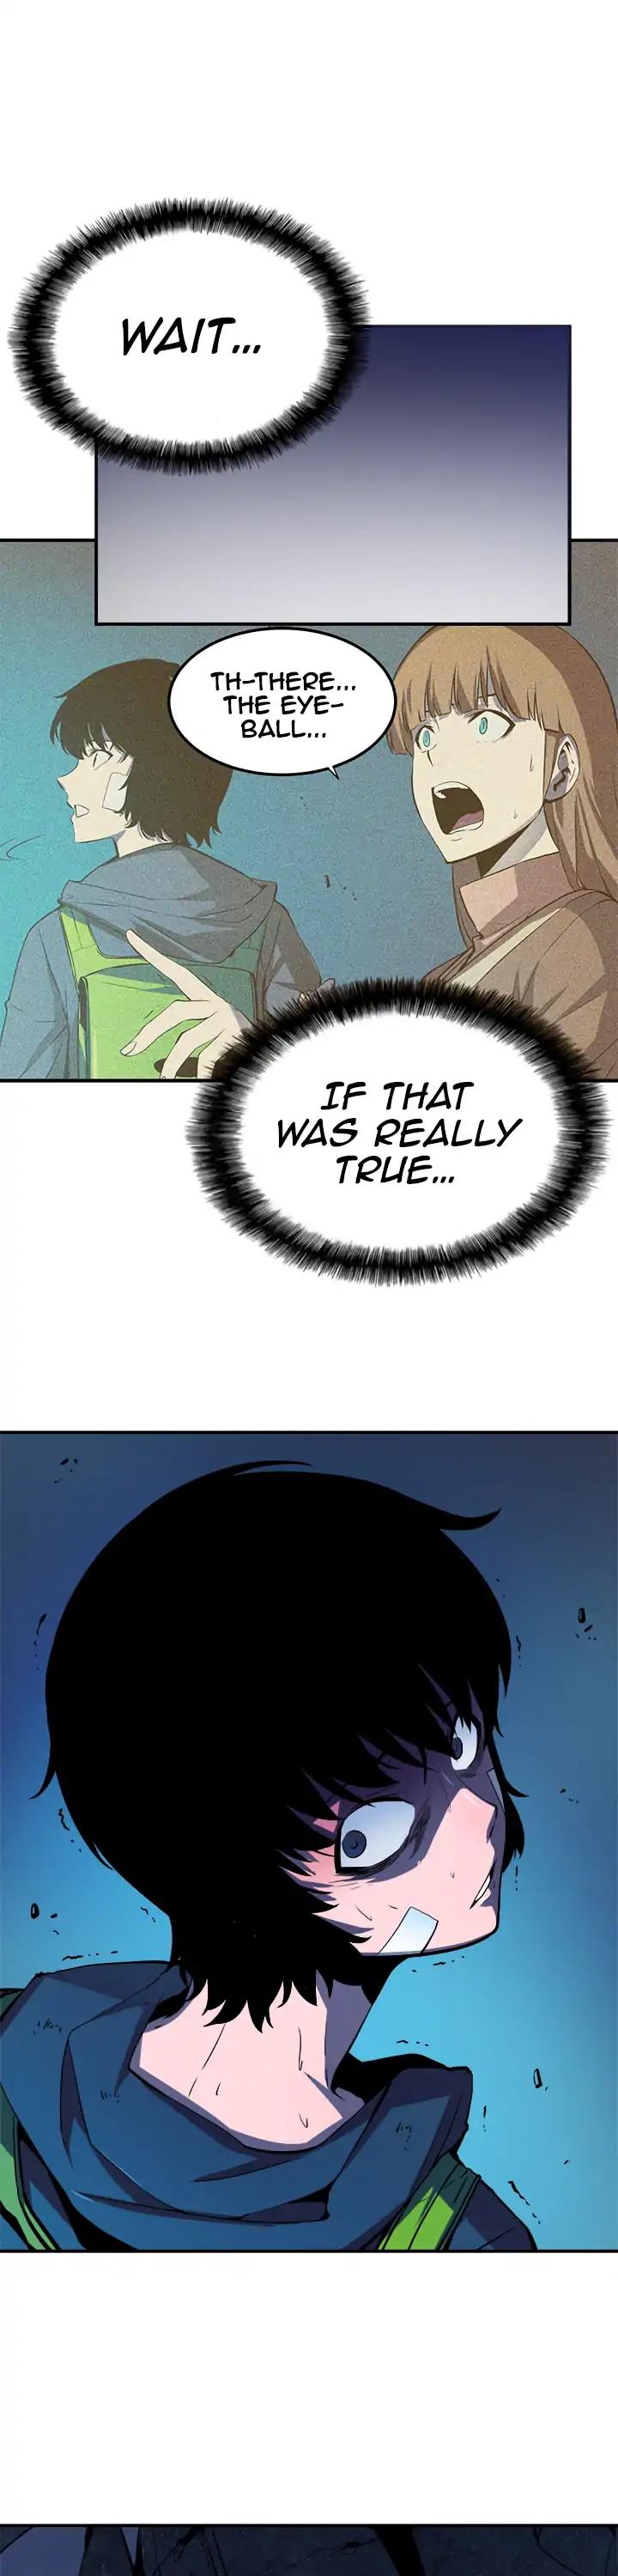 WAIT...
TH-THERE...
THE EYE-
BALL...
IF THAT
WAS REALLY
TRUE...